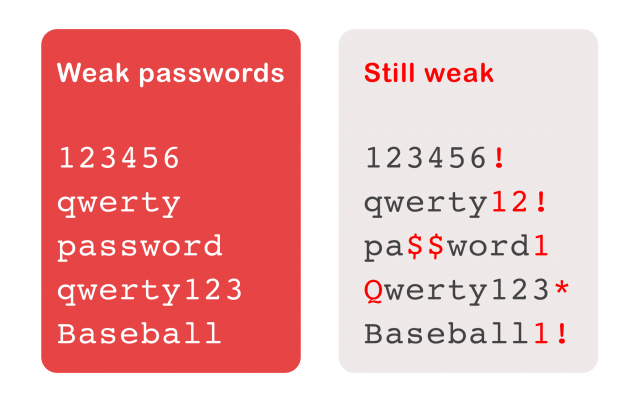 Weak passwords
123456
qwerty
password
qwerty123
Baseball
Still weak
123456!
qwerty12!
pa$$word1
Qwerty123*
Baseball1!